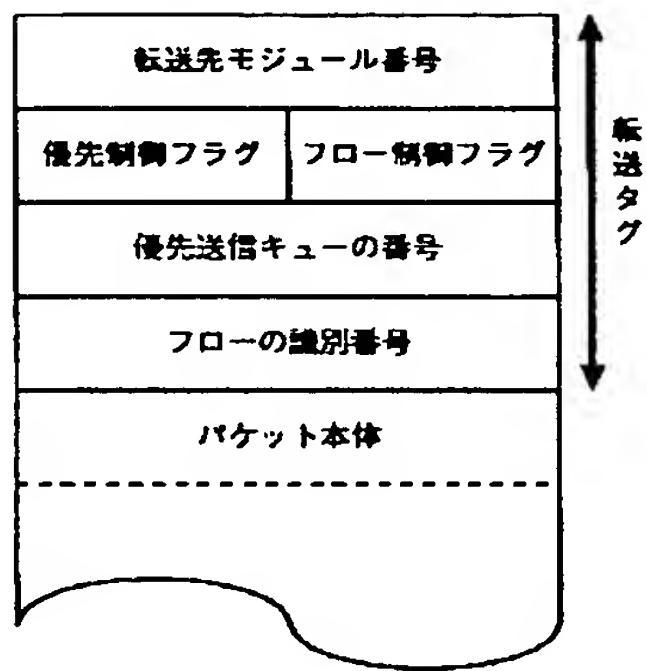 転送先モジュール番号
優先制御フラグ
フロー制御フラグ
優先送信キューの番号
フローの識別番号
パケット本体
転送タグ